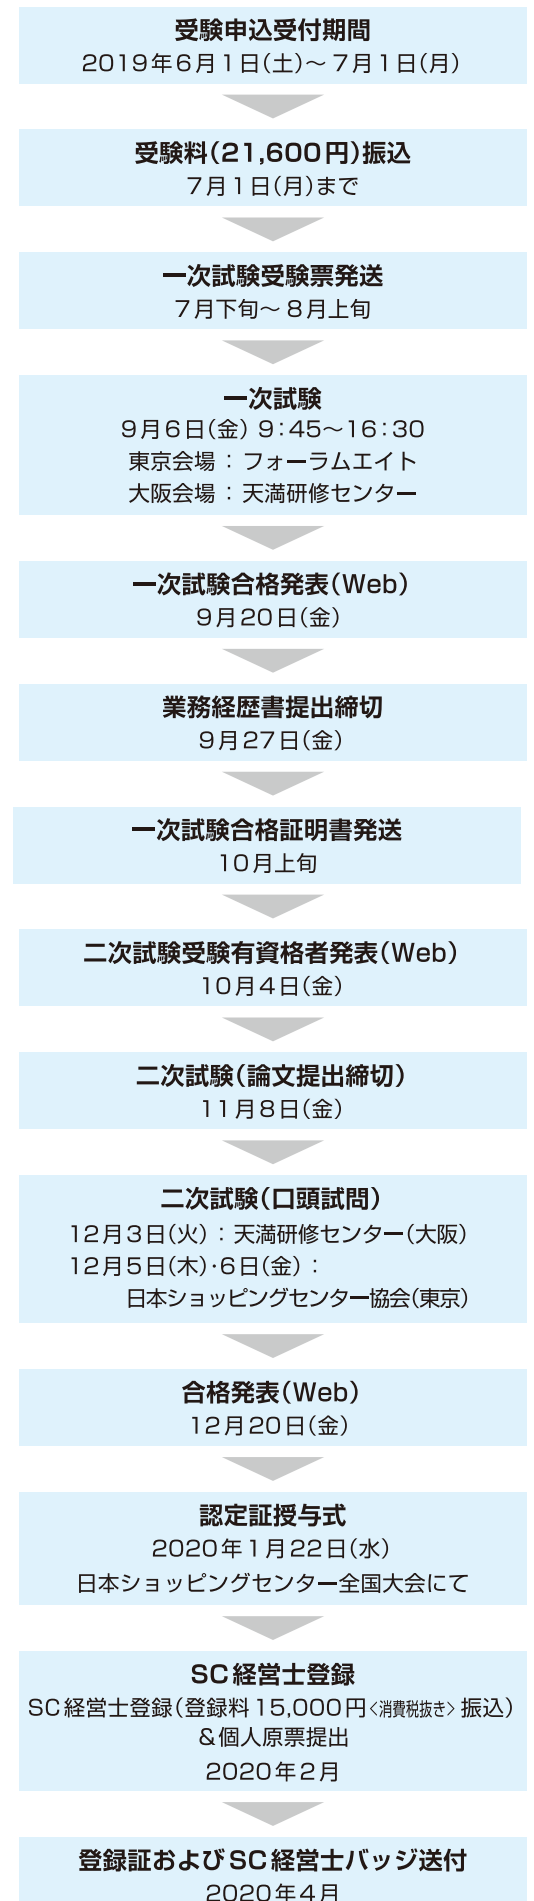 受験申込受付期間
2019年6月1日(土)～7月1日(月)
受験料(21,600円)振込
7月1日(月)まで
一次試験受験票発送
7月下旬～8月上旬
一次試験
9月6日(金) 9:45～16:30
東京会場：フォーラムエイト
大阪会場：天満研修センター
一次試験合格発表(Web)
9月20日(金)
業務経歴書提出締切
9月27日(金)
一次試験合格証明書発送
10月上旬
二次試験受験有資格者発表(Web)
10月4日(金)
二次試験(論文提出締切)
11月8日(金)
二次試験(口頭試問)
12月3日(火)：天満研修センター(大阪)
12月5日(木)・6日(金)：
日本ショッピングセンター協会(東京)
合格発表(Web)
12月20日(金)
認定証授与式
2020年1月22日(水)
日本ショッピングセンター全国大会にて
SC経営士登録
SC経営士登録(登録料15,000円〈消費税抜き〉振込)
&個人原票提出
2020年2月
登録証およびSC経営士バッジ送付
2020年4月